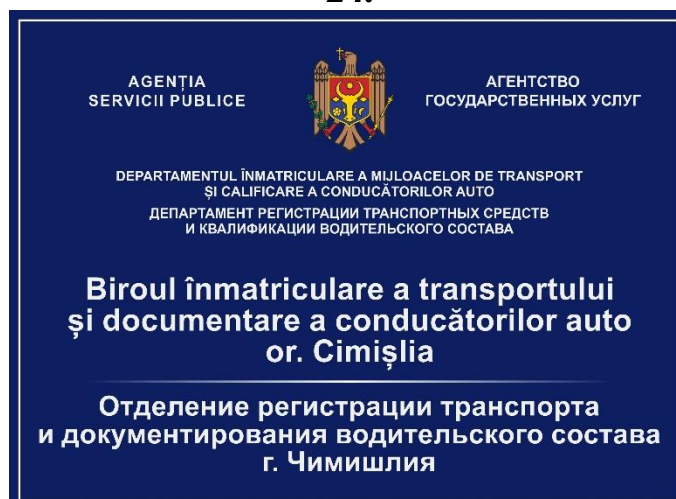 AGENȚIA
SERVICII PUBLICE
АГЕНТСТВО
ГОСУДАРСТВЕННЫХ УСЛУГ
DEPARTAMENTUL ÎNMATRICULARE A MIJLOACELOR DE TRANSPORT
ȘI CALIFICARE A CONDUCĂTORILOR AUTO
ДЕПАРТАМЕНТ РЕГИСТРАЦИИ ТРАНСПОРТНЫХ СРЕДСТВ
И КВАЛИФИКАЦИИ ВОДИТЕЛЬСКОГО СОСТАВА
Biroul înmatriculare a transportului
și documentare a conducătorilor auto
or. Cimișlia
Отделение регистрации транспорта
и документирования водительского состава
г. Чимишлия